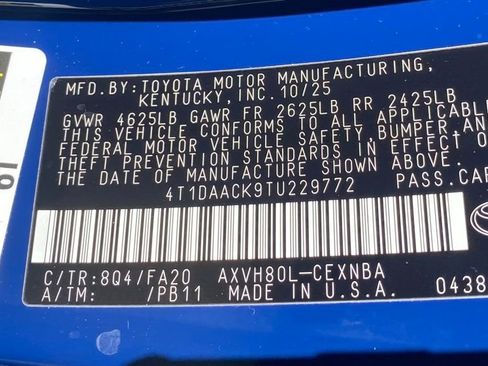 MFD.BY:TOYOTA MOTOR MANUFACTURING,
KENTUCKY, INC. 10/25
GVWR 4625LB GAWR FR 2625LB RR 2425LB
THIS VEHICLE CONFORMS TO ALL APPLICABLE
FEDERAL MOTOR VEHICLE SAFETY, BUMPER, AN
THEFT PREVENTION STANDARDS IN EFFECT ON
THE DATE OF MANUFACTURE SHOWN ABOVE.
4T1DAACK9TU229772 PASS.CAR
C/TR:8Q4/FA20 AXVH80L-CEXNBA
A/TM: /PB11 MADE IN U.S.A. 0438